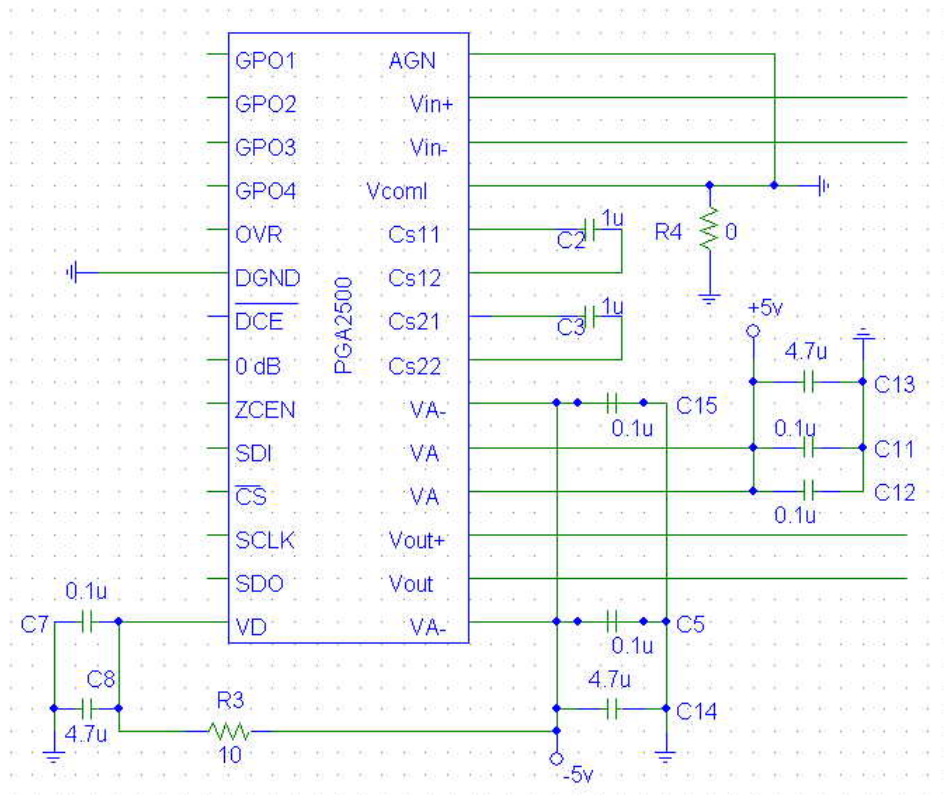 GPO1 AGN
GPO2 Vin+
GPO3 Vin-
GPO4 VcomI
OVR Cs11
DGND Cs12
DCE Cs21
0 dB Cs22
ZCEN VA-
SDI VA
CS VA
SCLK Vout+
SDO Vout
VD VA-
PGA2500
1u
C2
R4 0
1u
C3
+5v
4.7u
C13
C15
0.1u
0.1u
C11
C12
0.1u
0.1u
C7
C5
0.1u
C8
4.7u
4.7u
C14
R3
10
-5v